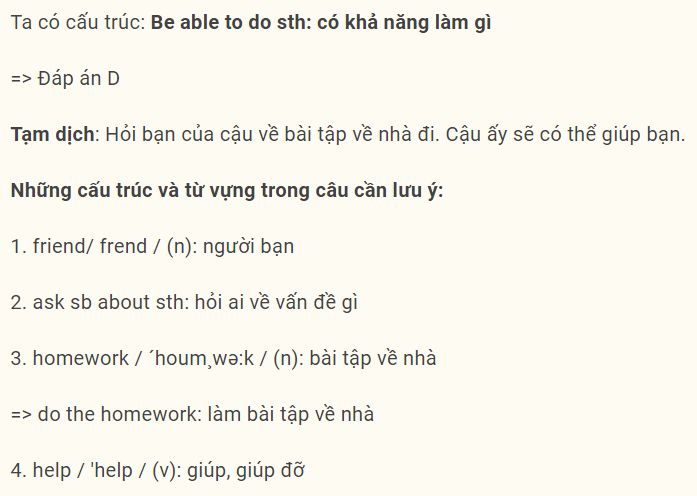 Ta có cấu trúc: Be able to do sth: có khả năng làm gì
=> Đáp án D
Tạm dịch: Hỏi bạn của cậu về bài tập về nhà đi. Cậu ấy sẽ có thể giúp bạn.
Những cấu trúc và từ vựng trong câu cần lưu ý:
1. friend/ frend / (n): người bạn
2. ask sb about sth: hỏi ai về vấn đề gì
3. homework / ´houm¸wə:k / (n): bài tập về nhà
=> do the homework: làm bài tập về nhà
4. help / 'help / (v): giúp, giúp đỡ